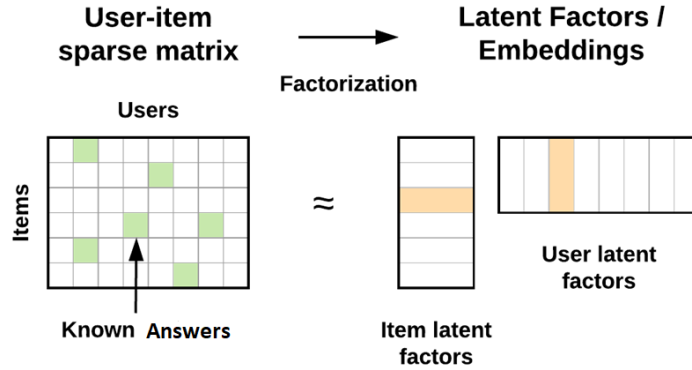 User-item
sparse matrix
Latent Factors /
Embeddings
Factorization
Users
Items
≈
Known Answers
Item latent
factors
User latent
factors